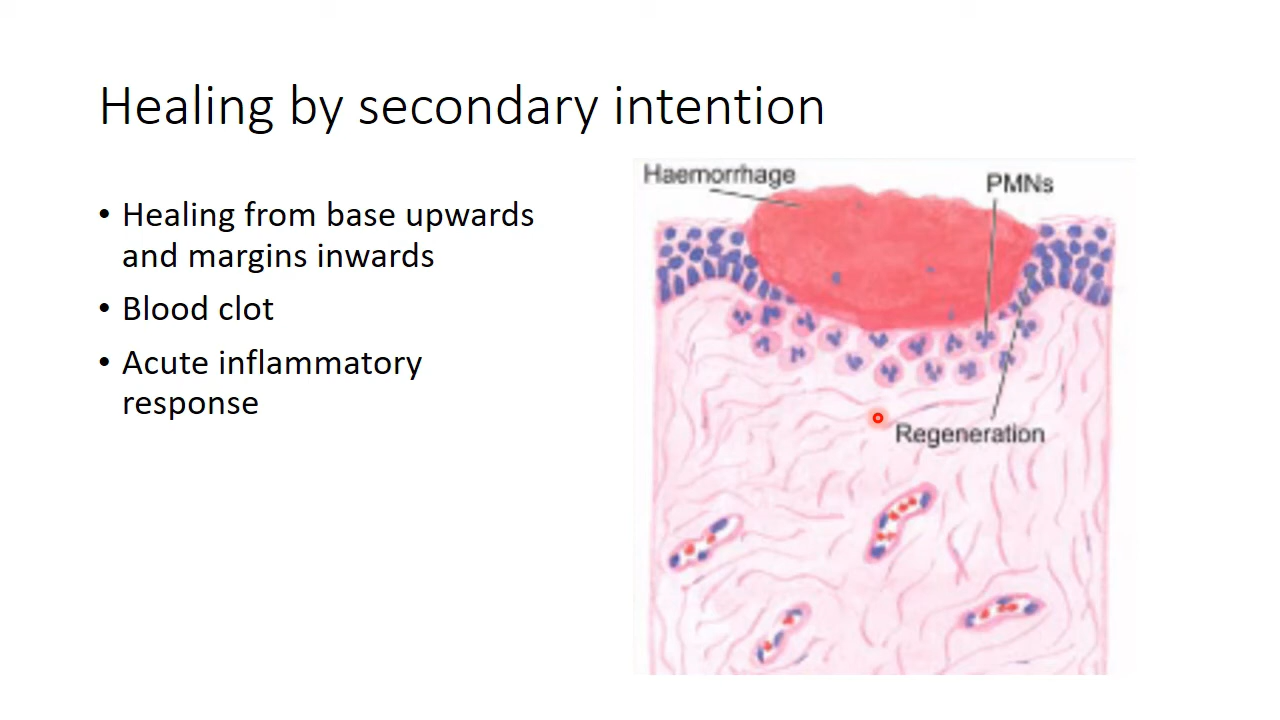 Healing by secondary intention
• Healing from base upwards
and margins inwards
• Blood clot
• Acute inflammatory
response
Haemorrhage
PMNs
Regeneration